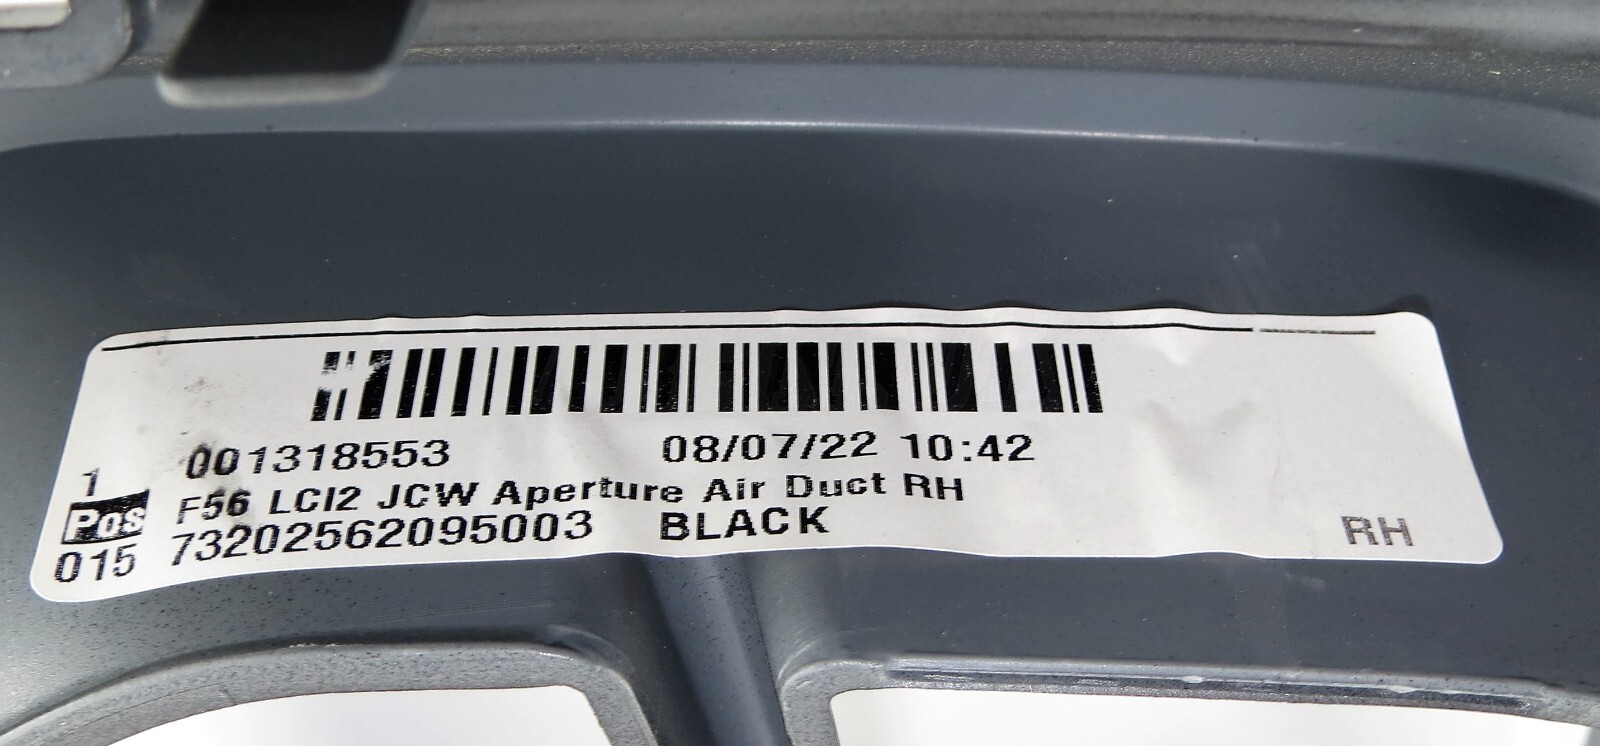 001318553 08/07/22 10:42
1 F56 LCI2 JCW Aperture Air Duct RH
Pos 73202562095003 BLACK RH
015